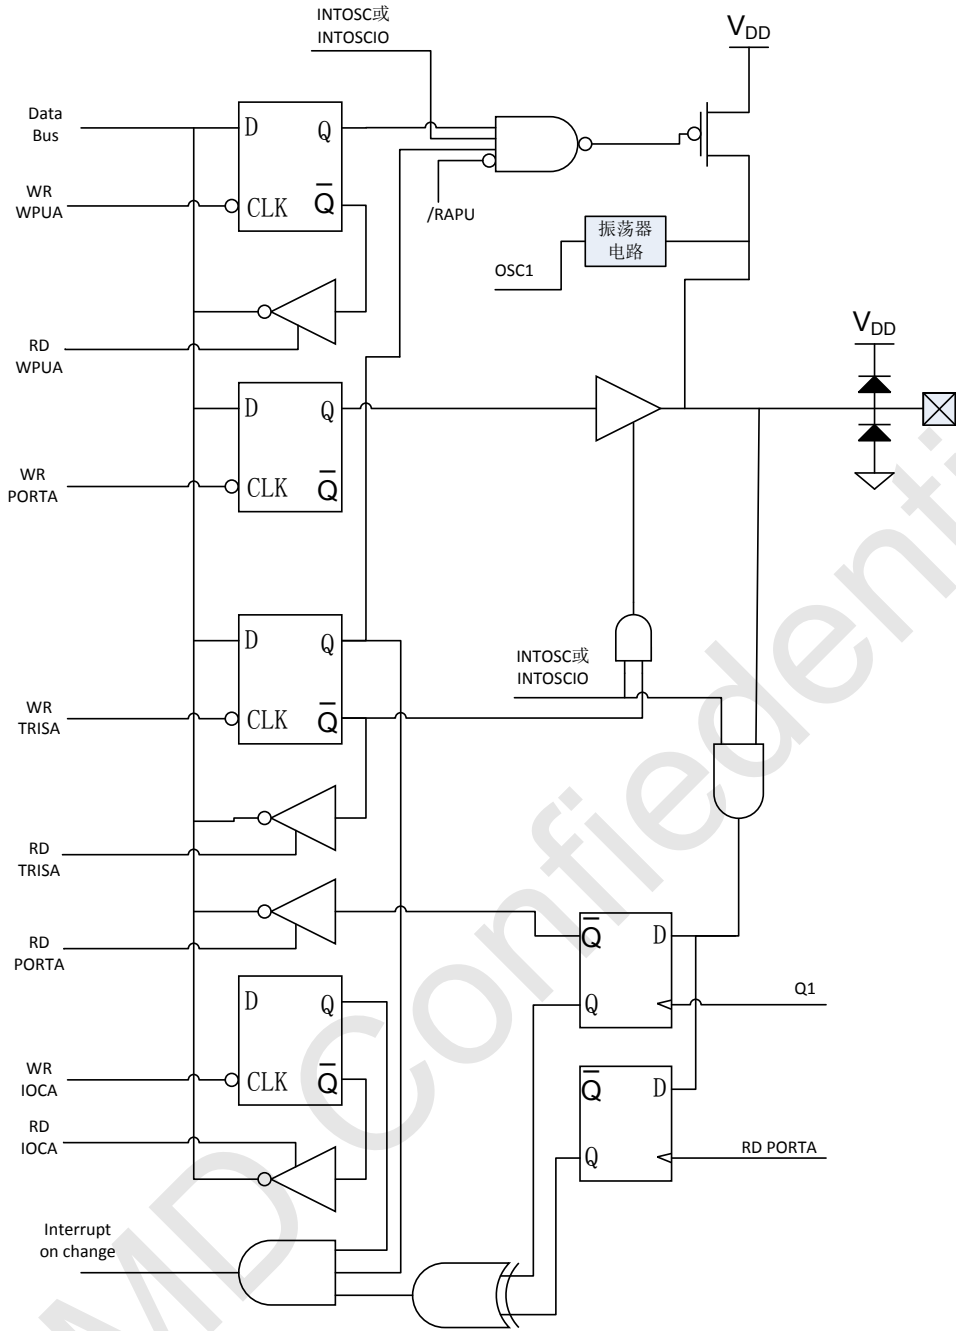 INTOSC或
INTOSCIO
VDD
Data
Bus
D
Q
WR
WPUA
CLK
Q
/RAPU
振荡器
电路
OSC1
RD
WPUA
VDD
D
Q
WR
PORTA
CLK
Q
D
Q
INTOSC或
INTOSCIO
WR
TRISA
CLK
Q
RD
TRISA
RD
PORTA
Q
D
Q
Q1
D
Q
WR
IOCA
CLK
Q
Q
D
RD
IOCA
Q
RD PORTA
Interrupt
on change
MD Confiedenti